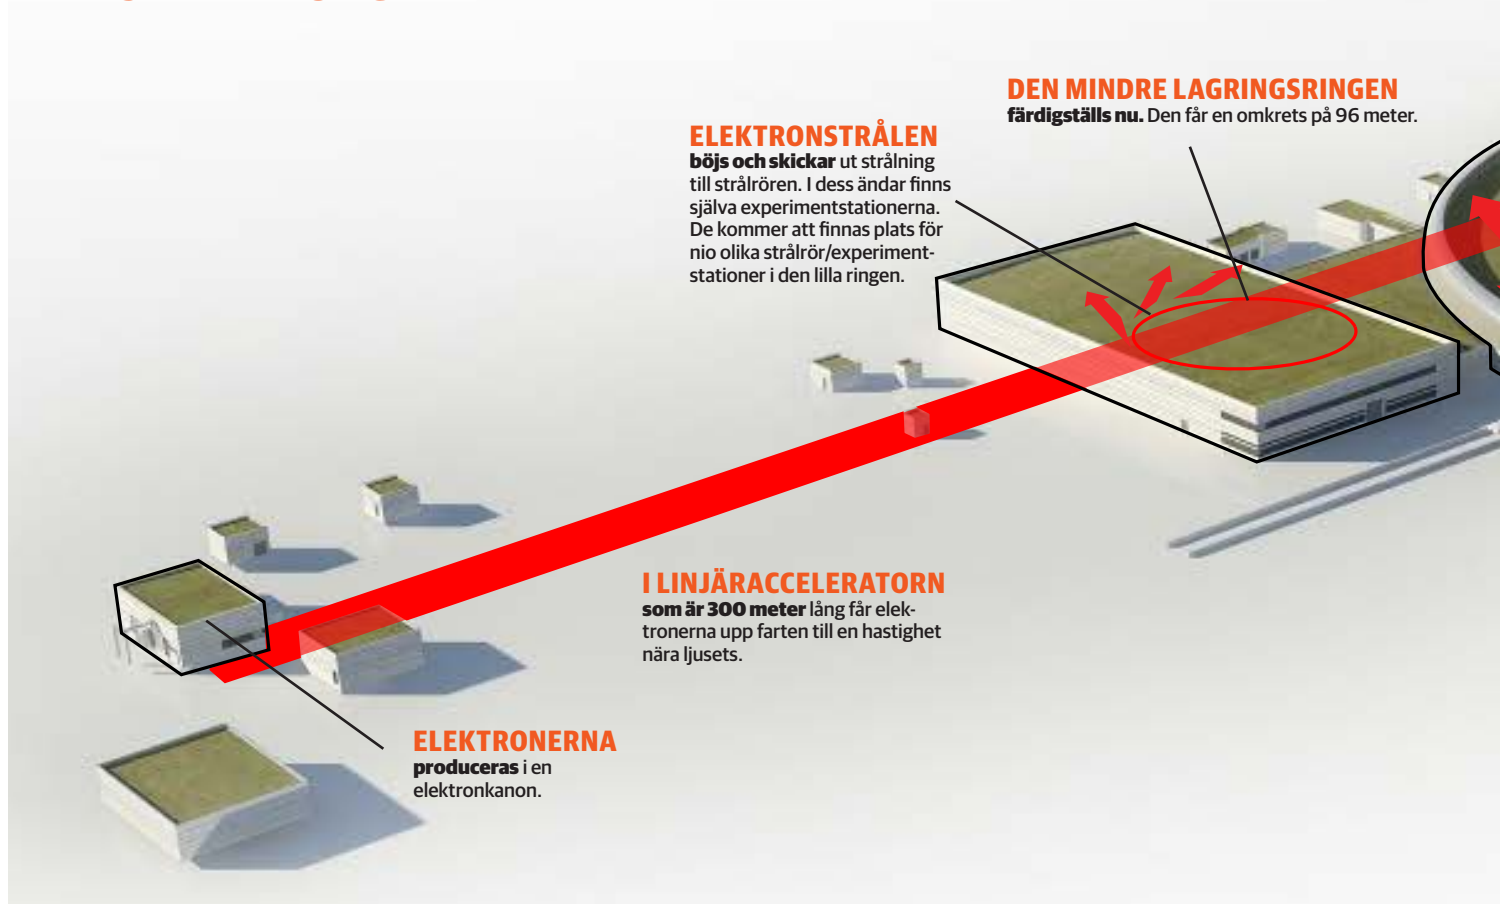 DEN MINDRE LAGRINGSRINGEN
färdigställs nu. Den får en omkrets på 96 meter.
ELEKTRONSTRÅLEN
böjs och skickar ut strålning
till strålrören. I dess ändar finns
själva experimentstationerna.
De kommer att finnas plats för
nio olika strålrör/experiment-
stationer i den lilla ringen.
I LINJÄRACCELERATORN
som är 300 meter lång får elek-
tronerna upp farten till en hastighet
nära ljusets.
ELEKTRONERNA
produceras i en
elektronkanon.